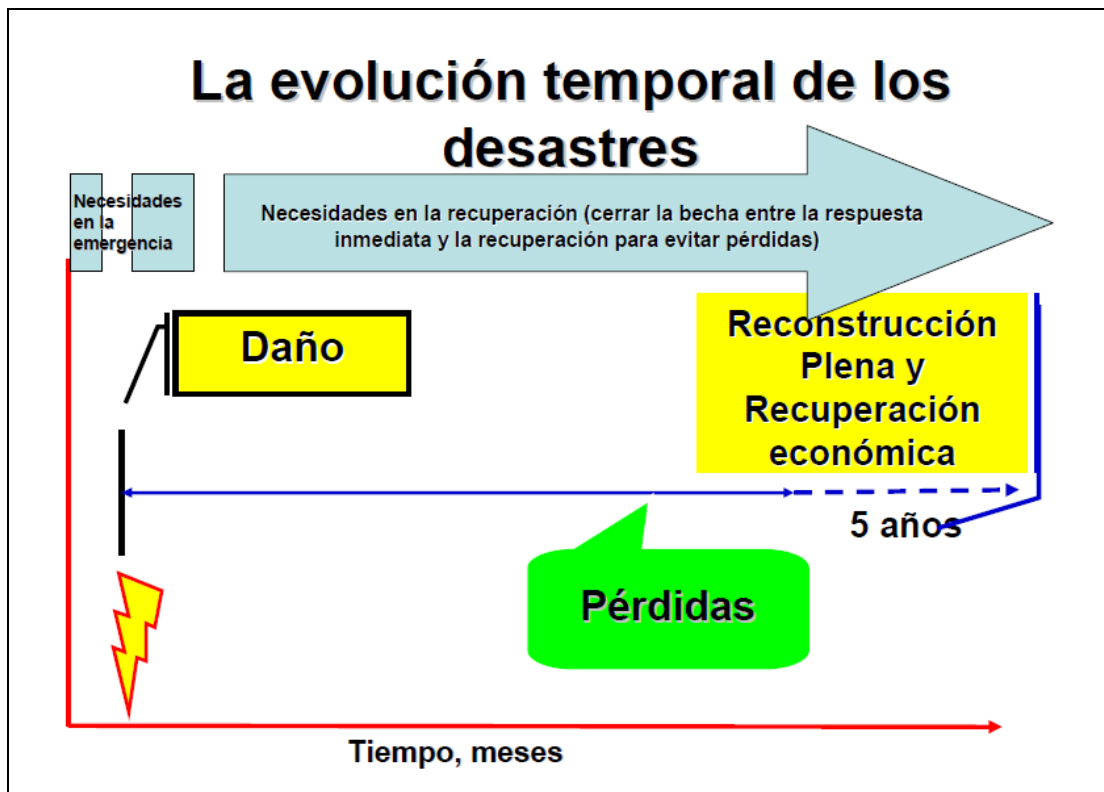 La evolución temporal de los
desastres
Necesidades
en la
emergencia
Necesidades en la recuperación (cerrar la becha entre la respuesta
inmediata y la recuperación para evitar pérdidas)
Daño
Reconstrucción
Plena y
Recuperación
económica
5 años
Pérdidas
Tiempo, meses